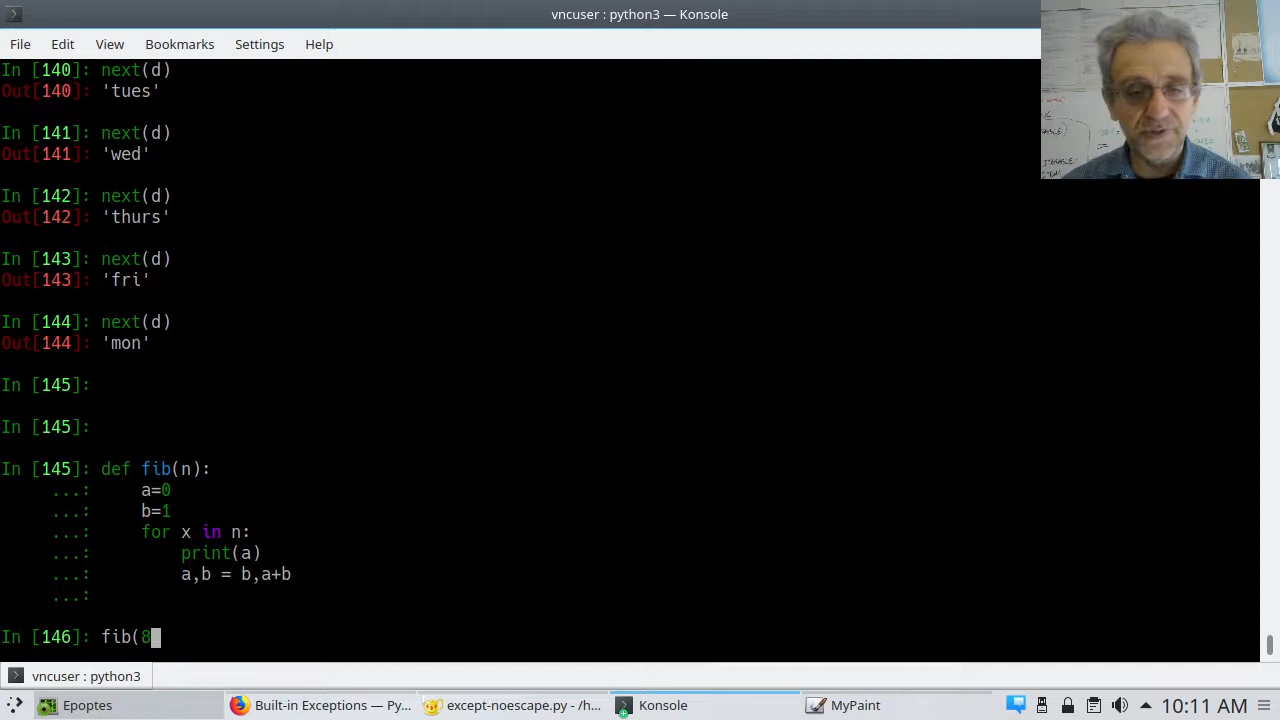 vncuser : python3 — Konsole
File Edit View Bookmarks Settings Help
In [140]: next(d)
Out[140]: 'tues'
In [141]: next(d)
Out[141]: 'wed'
In [142]: next(d)
Out[142]: 'thurs'
In [143]: next(d)
Out[143]: 'fri'
In [144]: next(d)
Out[144]: 'mon'
In [145]:
In [145]:
In [145]: def fib(n):
...: a=0
...: b=1
...: for x in n:
...: print(a)
...: a,b = b,a+b
...:
In [146]: fib(8
vncuser : python3
Epoptes Built-in Exceptions — Py... except-noescape.py – /h... Konsole MyPaint 10:11 AM